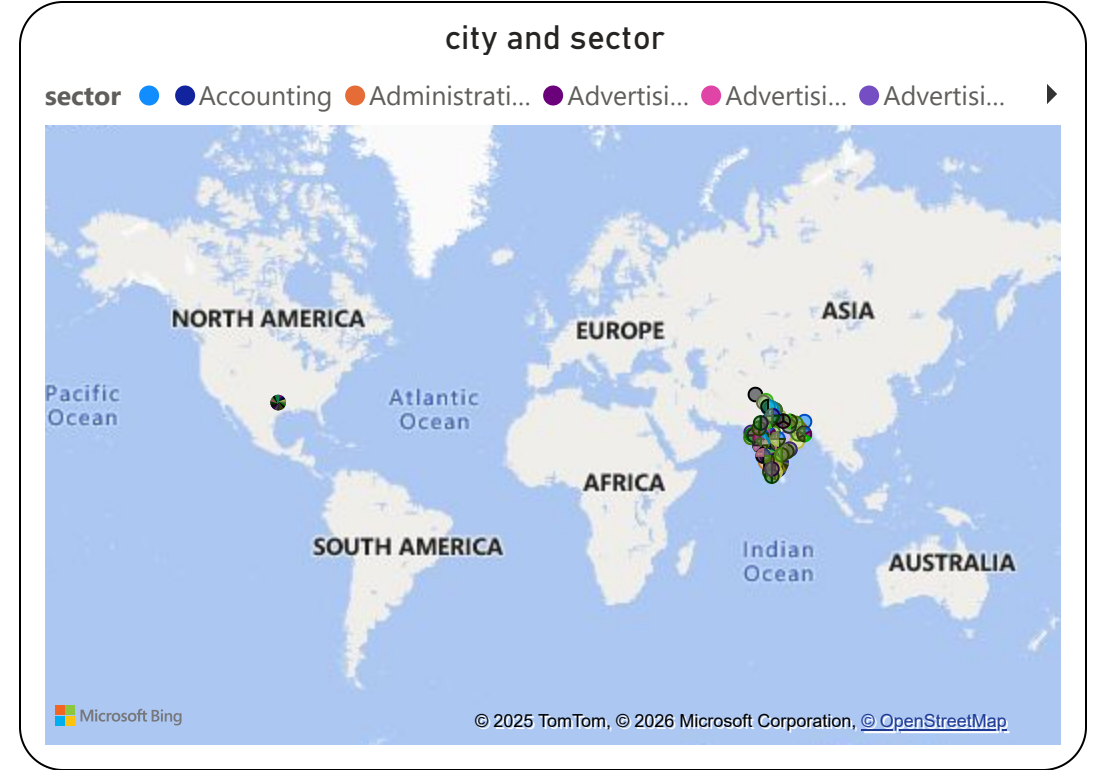 city and sector
sector Accounting Administrati... Advertisi... Advertisi... Advertisi...
NORTH AMERICA
ASIA
EUROPE
Pacific
Ocean
Atlantic
Ocean
AFRICA
SOUTH AMERICA
Indian
Ocean
AUSTRALIA
Microsoft Bing
© 2025 TomTom, © 2026 Microsoft Corporation, © OpenStreetMap